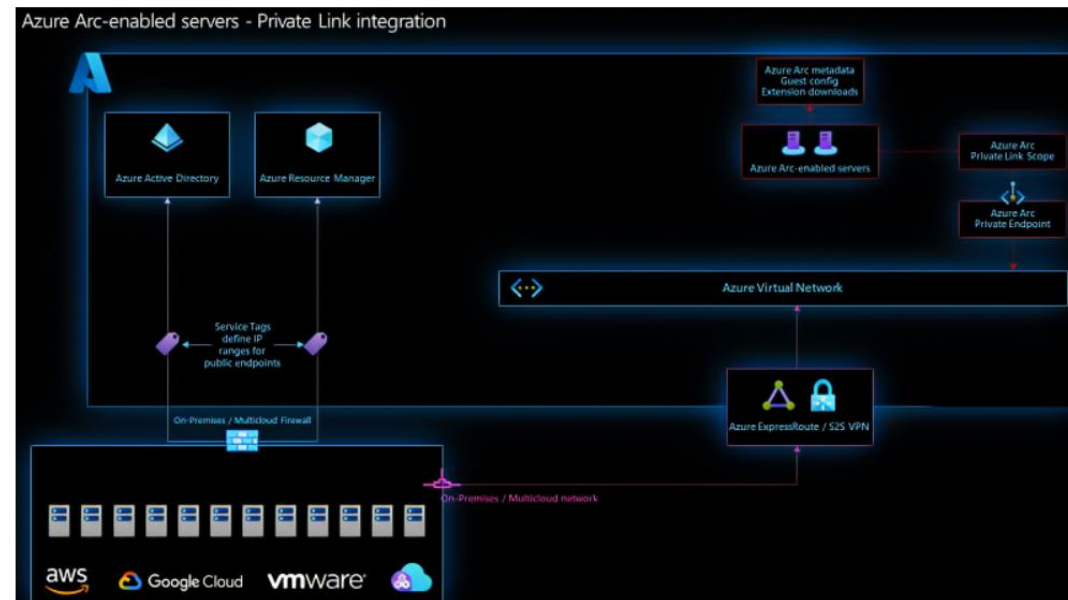 Azure Arc-enabled servers - Private Link integration
Azure Arc metadata
Guest config
Extension downloads
Azure Active Directory
Azure Resource Manager
Azure Arc-enabled servers
Azure Arc
Private Link Scope
Azure Arc
Private Endpoint
Azure Virtual Network
Service Tags
define IP
ranges for
public endpoints
On-Premises / Multicloud Firewall
Azure ExpressRoute / S2S VPN
On-Premises / Multicloud network
aws
Google Cloud
vmware®